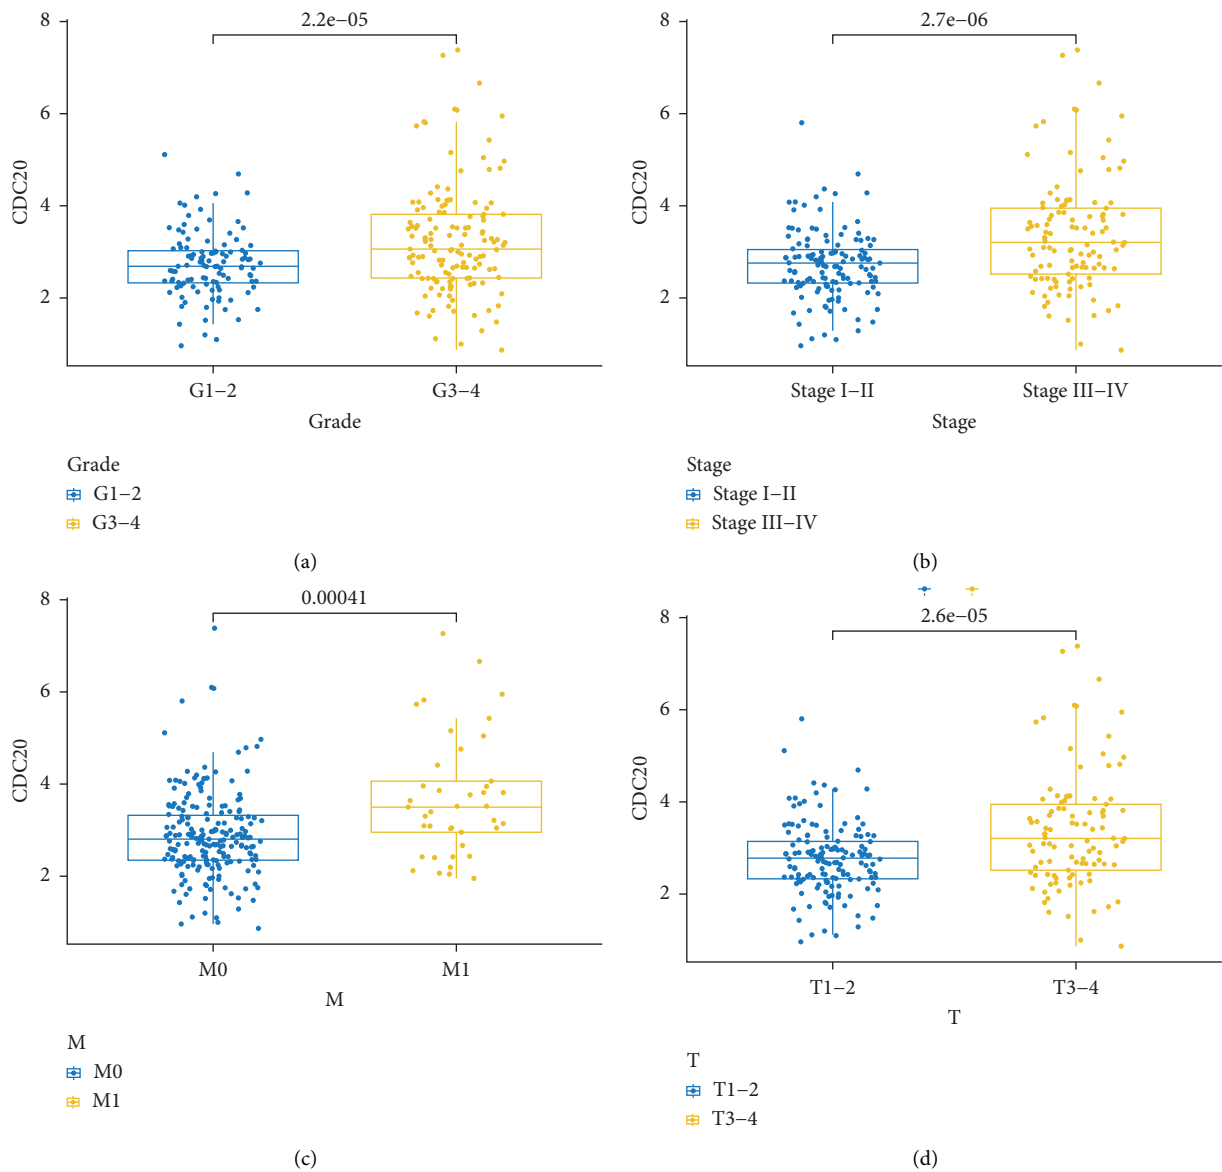 2.2e−05
8
6
4
2
CDC20
G1−2
G3−4
Grade
Grade
G1−2
G3−4
(a)
2.7e−06
8
6
4
2
CDC20
Stage I−II
Stage III−IV
Stage
Stage
Stage I−II
Stage III−IV
(b)
0.00041
8
6
4
2
CDC20
M0
M1
M
M
M0
M1
(c)
2.6e−05
8
6
4
2
CDC20
T1−2
T3−4
T
T
T1−2
T3−4
(d)